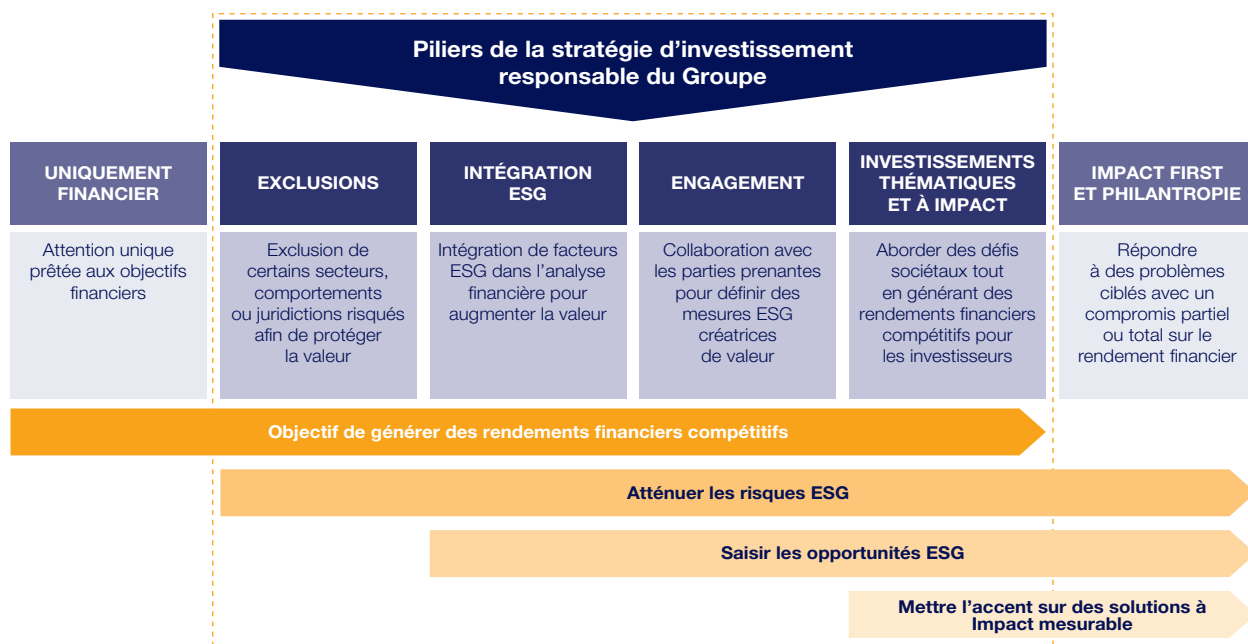 Piliers de la stratégie d’investissement
responsable du Groupe
UNIQUEMENT
FINANCIER
Attention unique
prêtée aux objectifs
financiers
EXCLUSIONS
Exclusion de
certains secteurs,
comportements
ou juridictions risqués
afin de protéger
la valeur
INTÉGRATION
ESG
Intégration de facteurs
ESG dans l’analyse
financière pour
augmenter la valeur
ENGAGEMENT
Collaboration avec
les parties prenantes
pour définir des
mesures ESG
créatrices
de valeur
INVESTISSEMENTS
THÉMATIQUES
ET À IMPACT
Aborder des défis
sociétaux tout
en générant des
rendements financiers
compétitifs pour
les investisseurs
IMPACT FIRST
ET PHILANTROPIE
Répondre
à des problèmes
ciblés avec un
compromis partiel
ou total sur le
rendement financier
Objectif de générer des rendements financiers compétitifs
Atténuer les risques ESG
Saisir les opportunités ESG
Mettre l’accent sur des solutions à
Impact mesurable